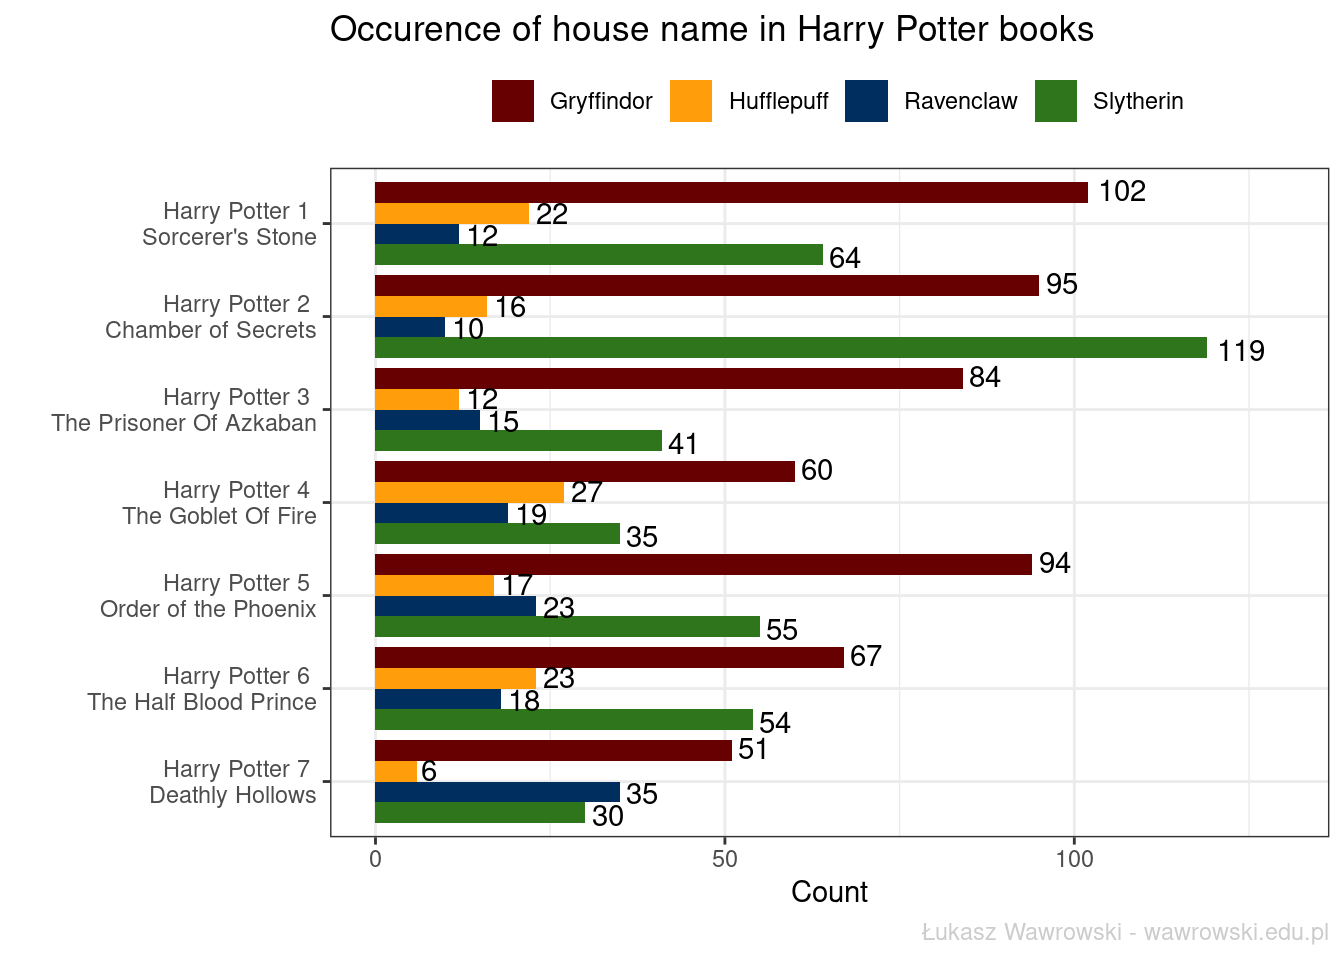 Occurence of house name in Harry Potter books
Gryffindor Hufflepuff Ravenclaw Slytherin
Harry Potter 1
Sorcerer's Stone
102
22
12
64
Harry Potter 2
Chamber of Secrets
95
16
10
119
Harry Potter 3
The Prisoner Of Azkaban
84
12
15
41
Harry Potter 4
The Goblet Of Fire
60
27
19
35
Harry Potter 5
Order of the Phoenix
94
17
23
55
Harry Potter 6
The Half Blood Prince
67
23
18
54
Harry Potter 7
Deathly Hollows
51
6
35
30
0 50 100
Count
Łukasz Wawrowski - wawrowski.edu.pl